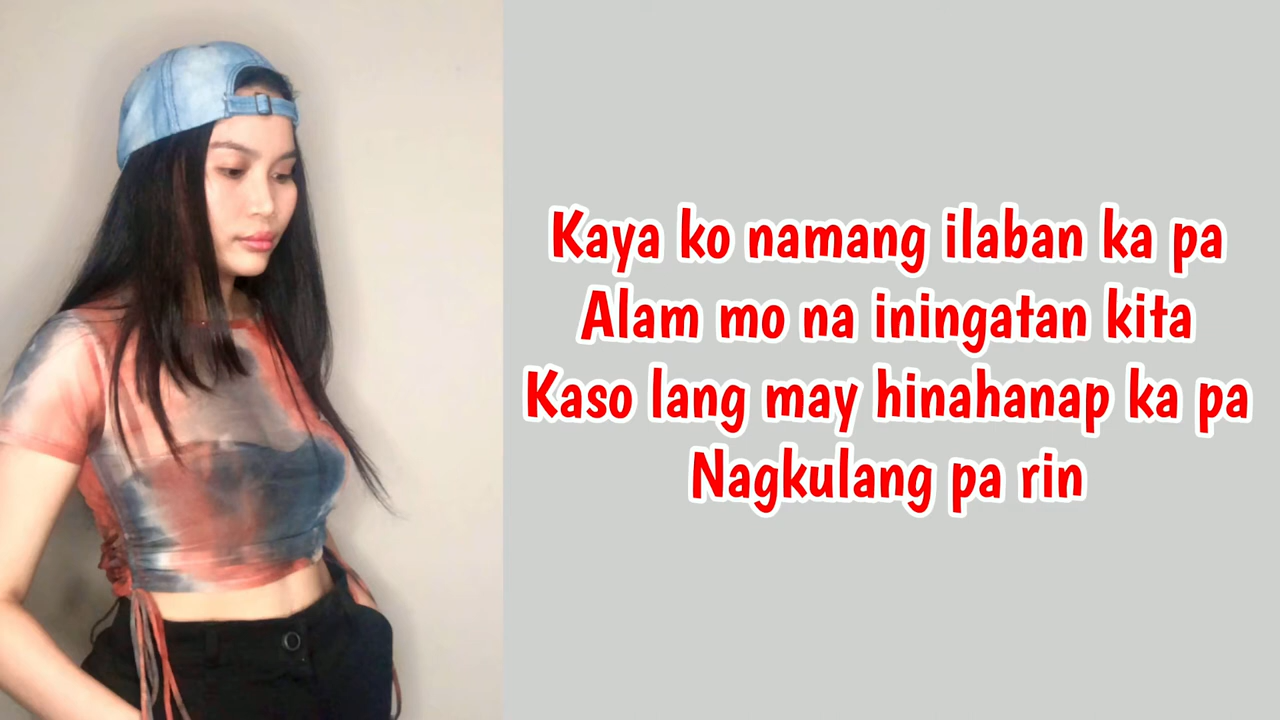 Kaya ko namang ilaban ka pa
Alam mo na iningatan kita
Kaso lang may hinahanap ka pa
Nagkulang pa rin